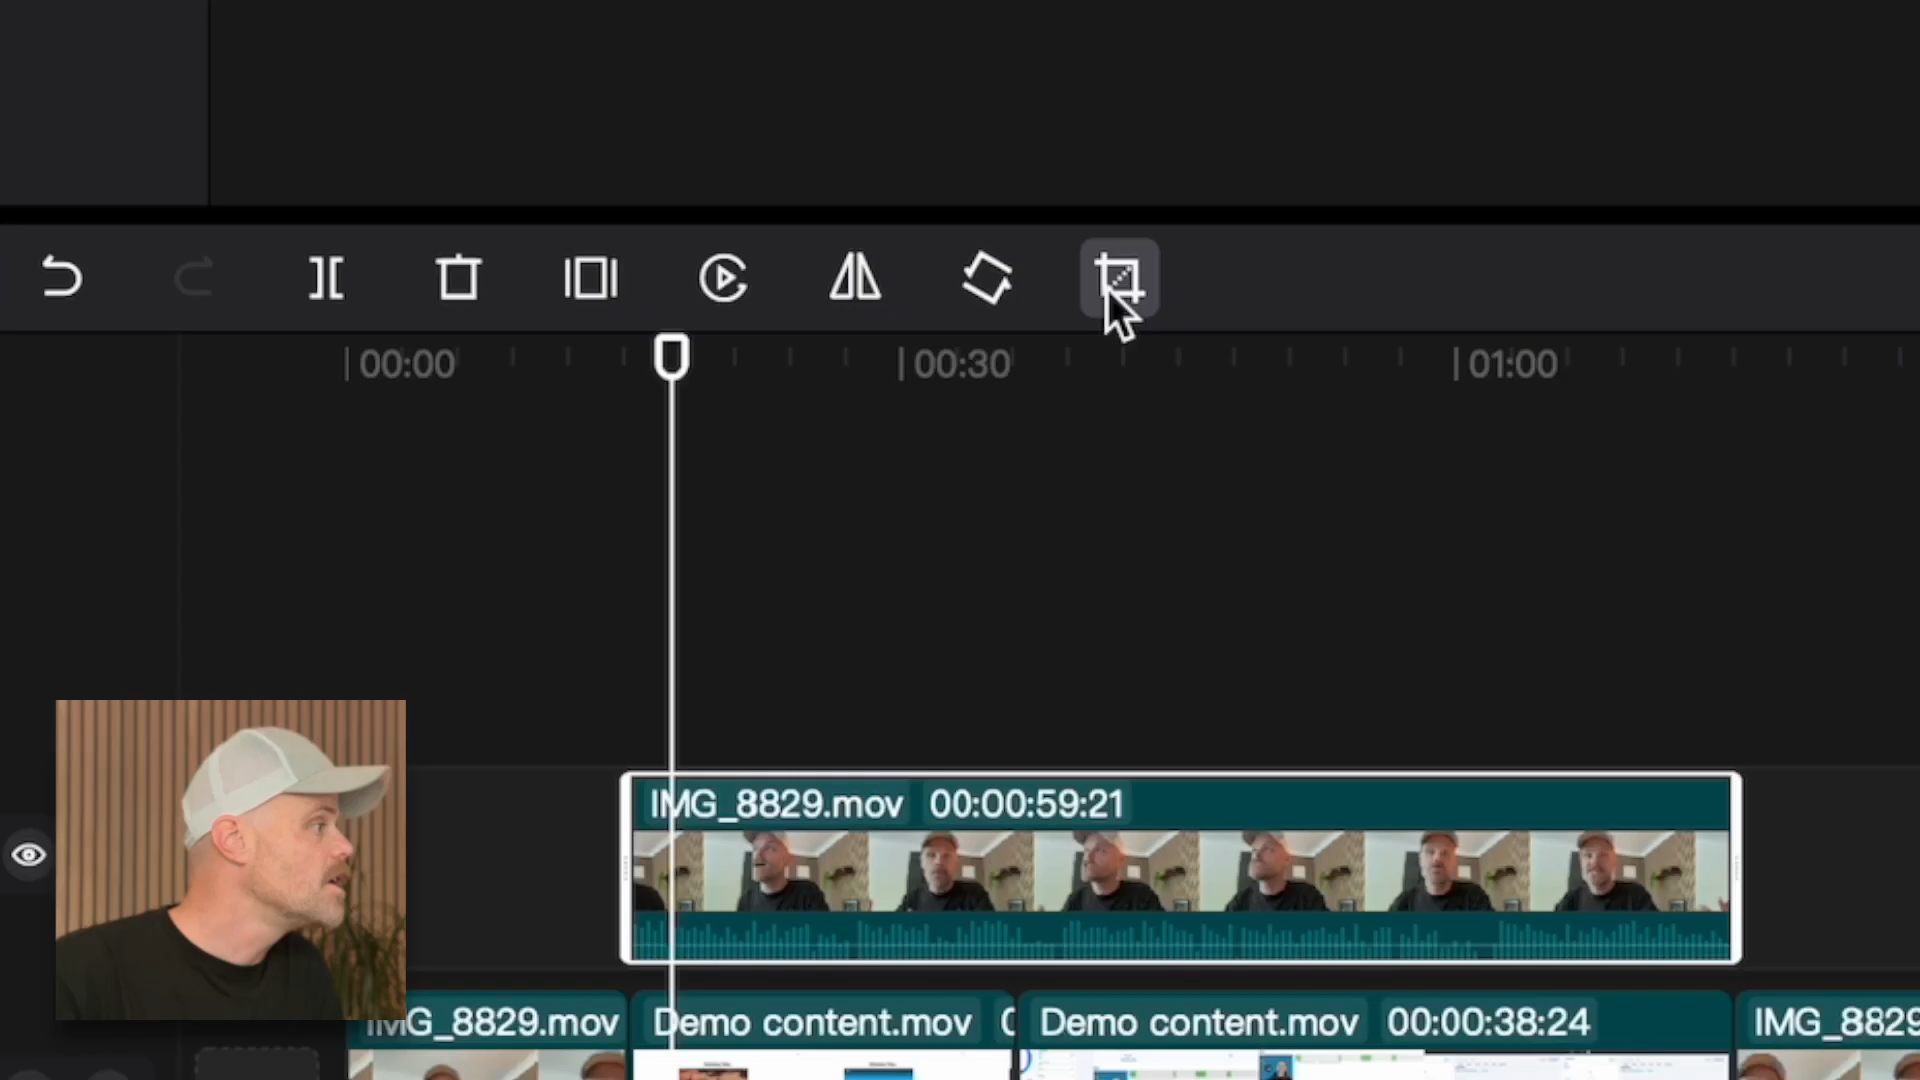 00:00 00:30 01:00
IMG_8829.mov 00:00:59:21
IMG_8829.mov Demo content.mov Demo content.mov 00:00:38:24 IMG_8829